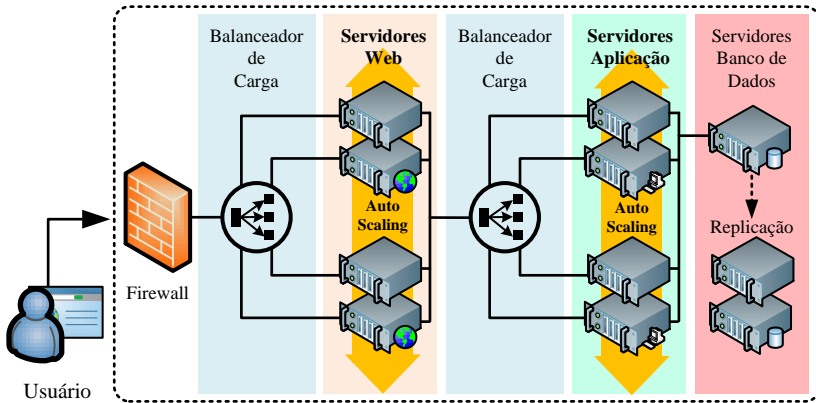 Balanceador
de
Carga
Servidores
Web
Balanceador
de
Carga
Servidores
Aplicação
Servidores
Banco de
Dados
Auto
Scaling
Auto
Scaling
Replicação
Firewall
Usuário